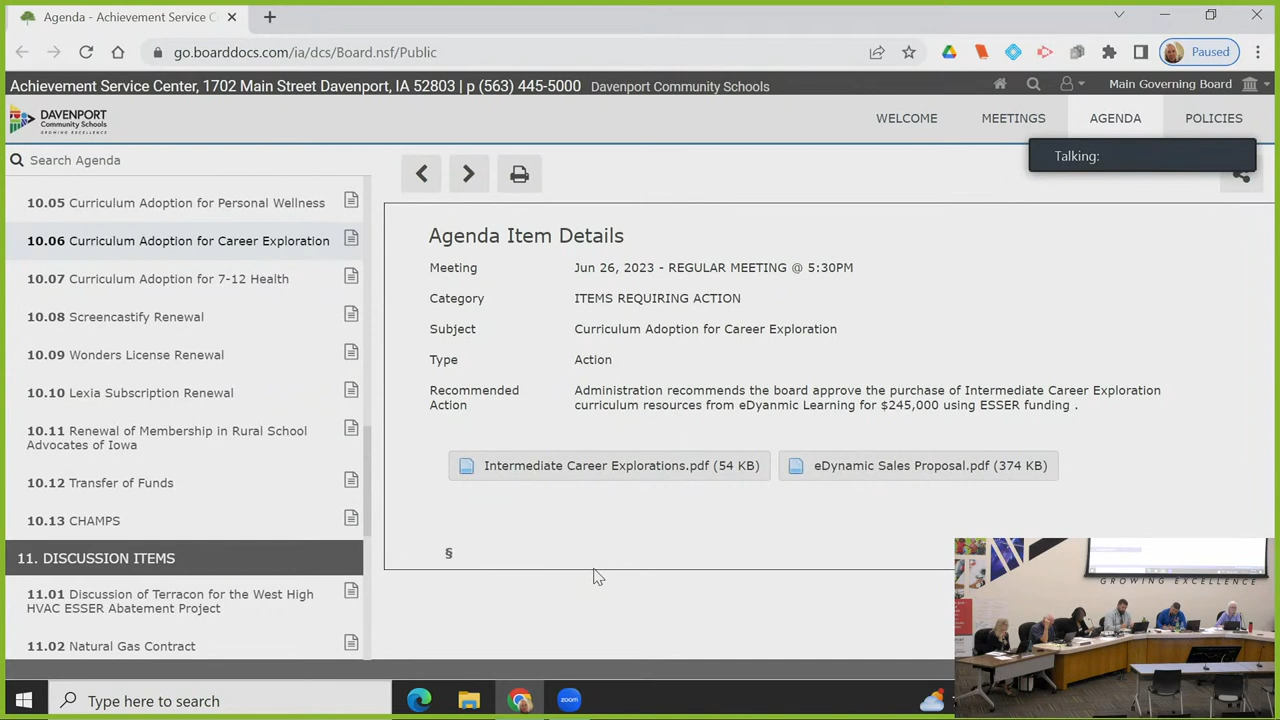 Agenda - Achievement Service C
go.boarddocs.com/ia/dcs/Board.nsf/Public
Paused
Achievement Service Center, 1702 Main Street Davenport, IA 52803 | p (563) 445-5000 Davenport Community Schools
Main Governing Board
DAVENPORT
Community Schools
GROWING EXCELLENCE
WELCOME MEETINGS AGENDA POLICIES
Talking:
Search Agenda
10.05 Curriculum Adoption for Personal Wellness
10.06 Curriculum Adoption for Career Exploration
10.07 Curriculum Adoption for 7-12 Health
10.08 Screencastify Renewal
10.09 Wonders License Renewal
10.10 Lexia Subscription Renewal
10.11 Renewal of Membership in Rural School
Advocates of Iowa
10.12 Transfer of Funds
10.13 CHAMPS
11. DISCUSSION ITEMS
11.01 Discussion of Terracon for the West High
HVAC ESSER Abatement Project
11.02 Natural Gas Contract
Agenda Item Details
Meeting Jun 26, 2023 - REGULAR MEETING @ 5:30PM
Category ITEMS REQUIRING ACTION
Subject Curriculum Adoption for Career Exploration
Type Action
Recommended Administration recommends the board approve the purchase of Intermediate Career Exploration
Action curriculum resources from eDyanmic Learning for $245,000 using ESSER funding .
Intermediate Career Explorations.pdf (54 KB) eDynamic Sales Proposal.pdf (374 KB)
§
GROWING EXCELLENCE
Type here to search
zoom